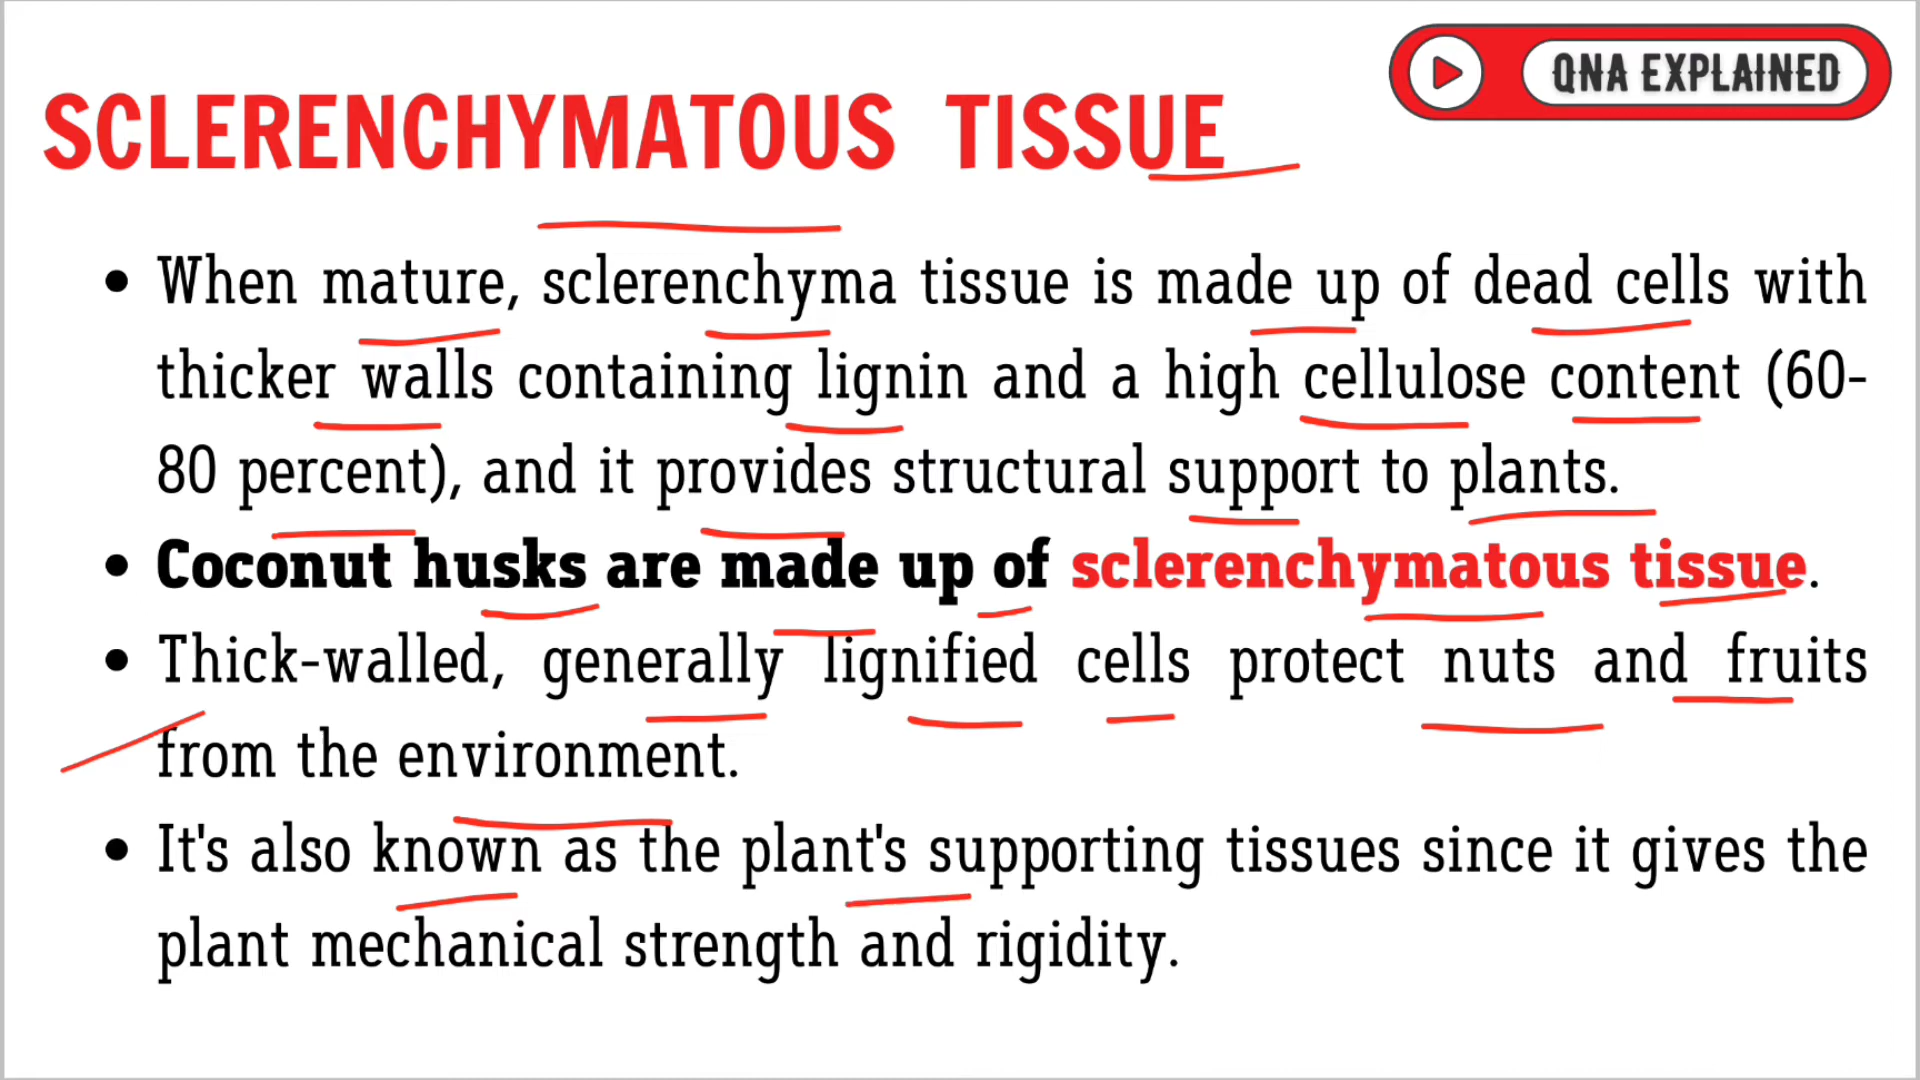 QNA EXPLAINED
SCLERENCHYMATOUS TISSUE
• When mature, sclerenchyma tissue is made up of dead cells with
thicker walls containing lignin and a high cellulose content (60-
80 percent), and it provides structural support to plants.
• Coconut husks are made up of sclerenchymatous tissue.
• Thick-walled, generally lignified cells protect nuts and fruits
from the environment.
• It's also known as the plant's supporting tissues since it gives the
plant mechanical strength and rigidity.